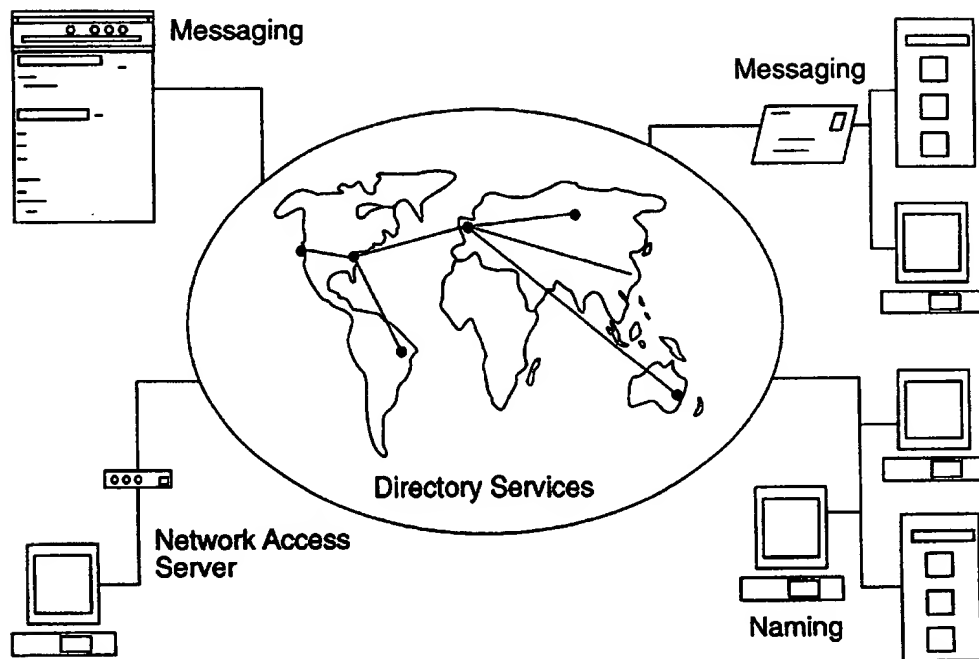 Messaging
Messaging
Directory Services
Network Access
Server
Naming